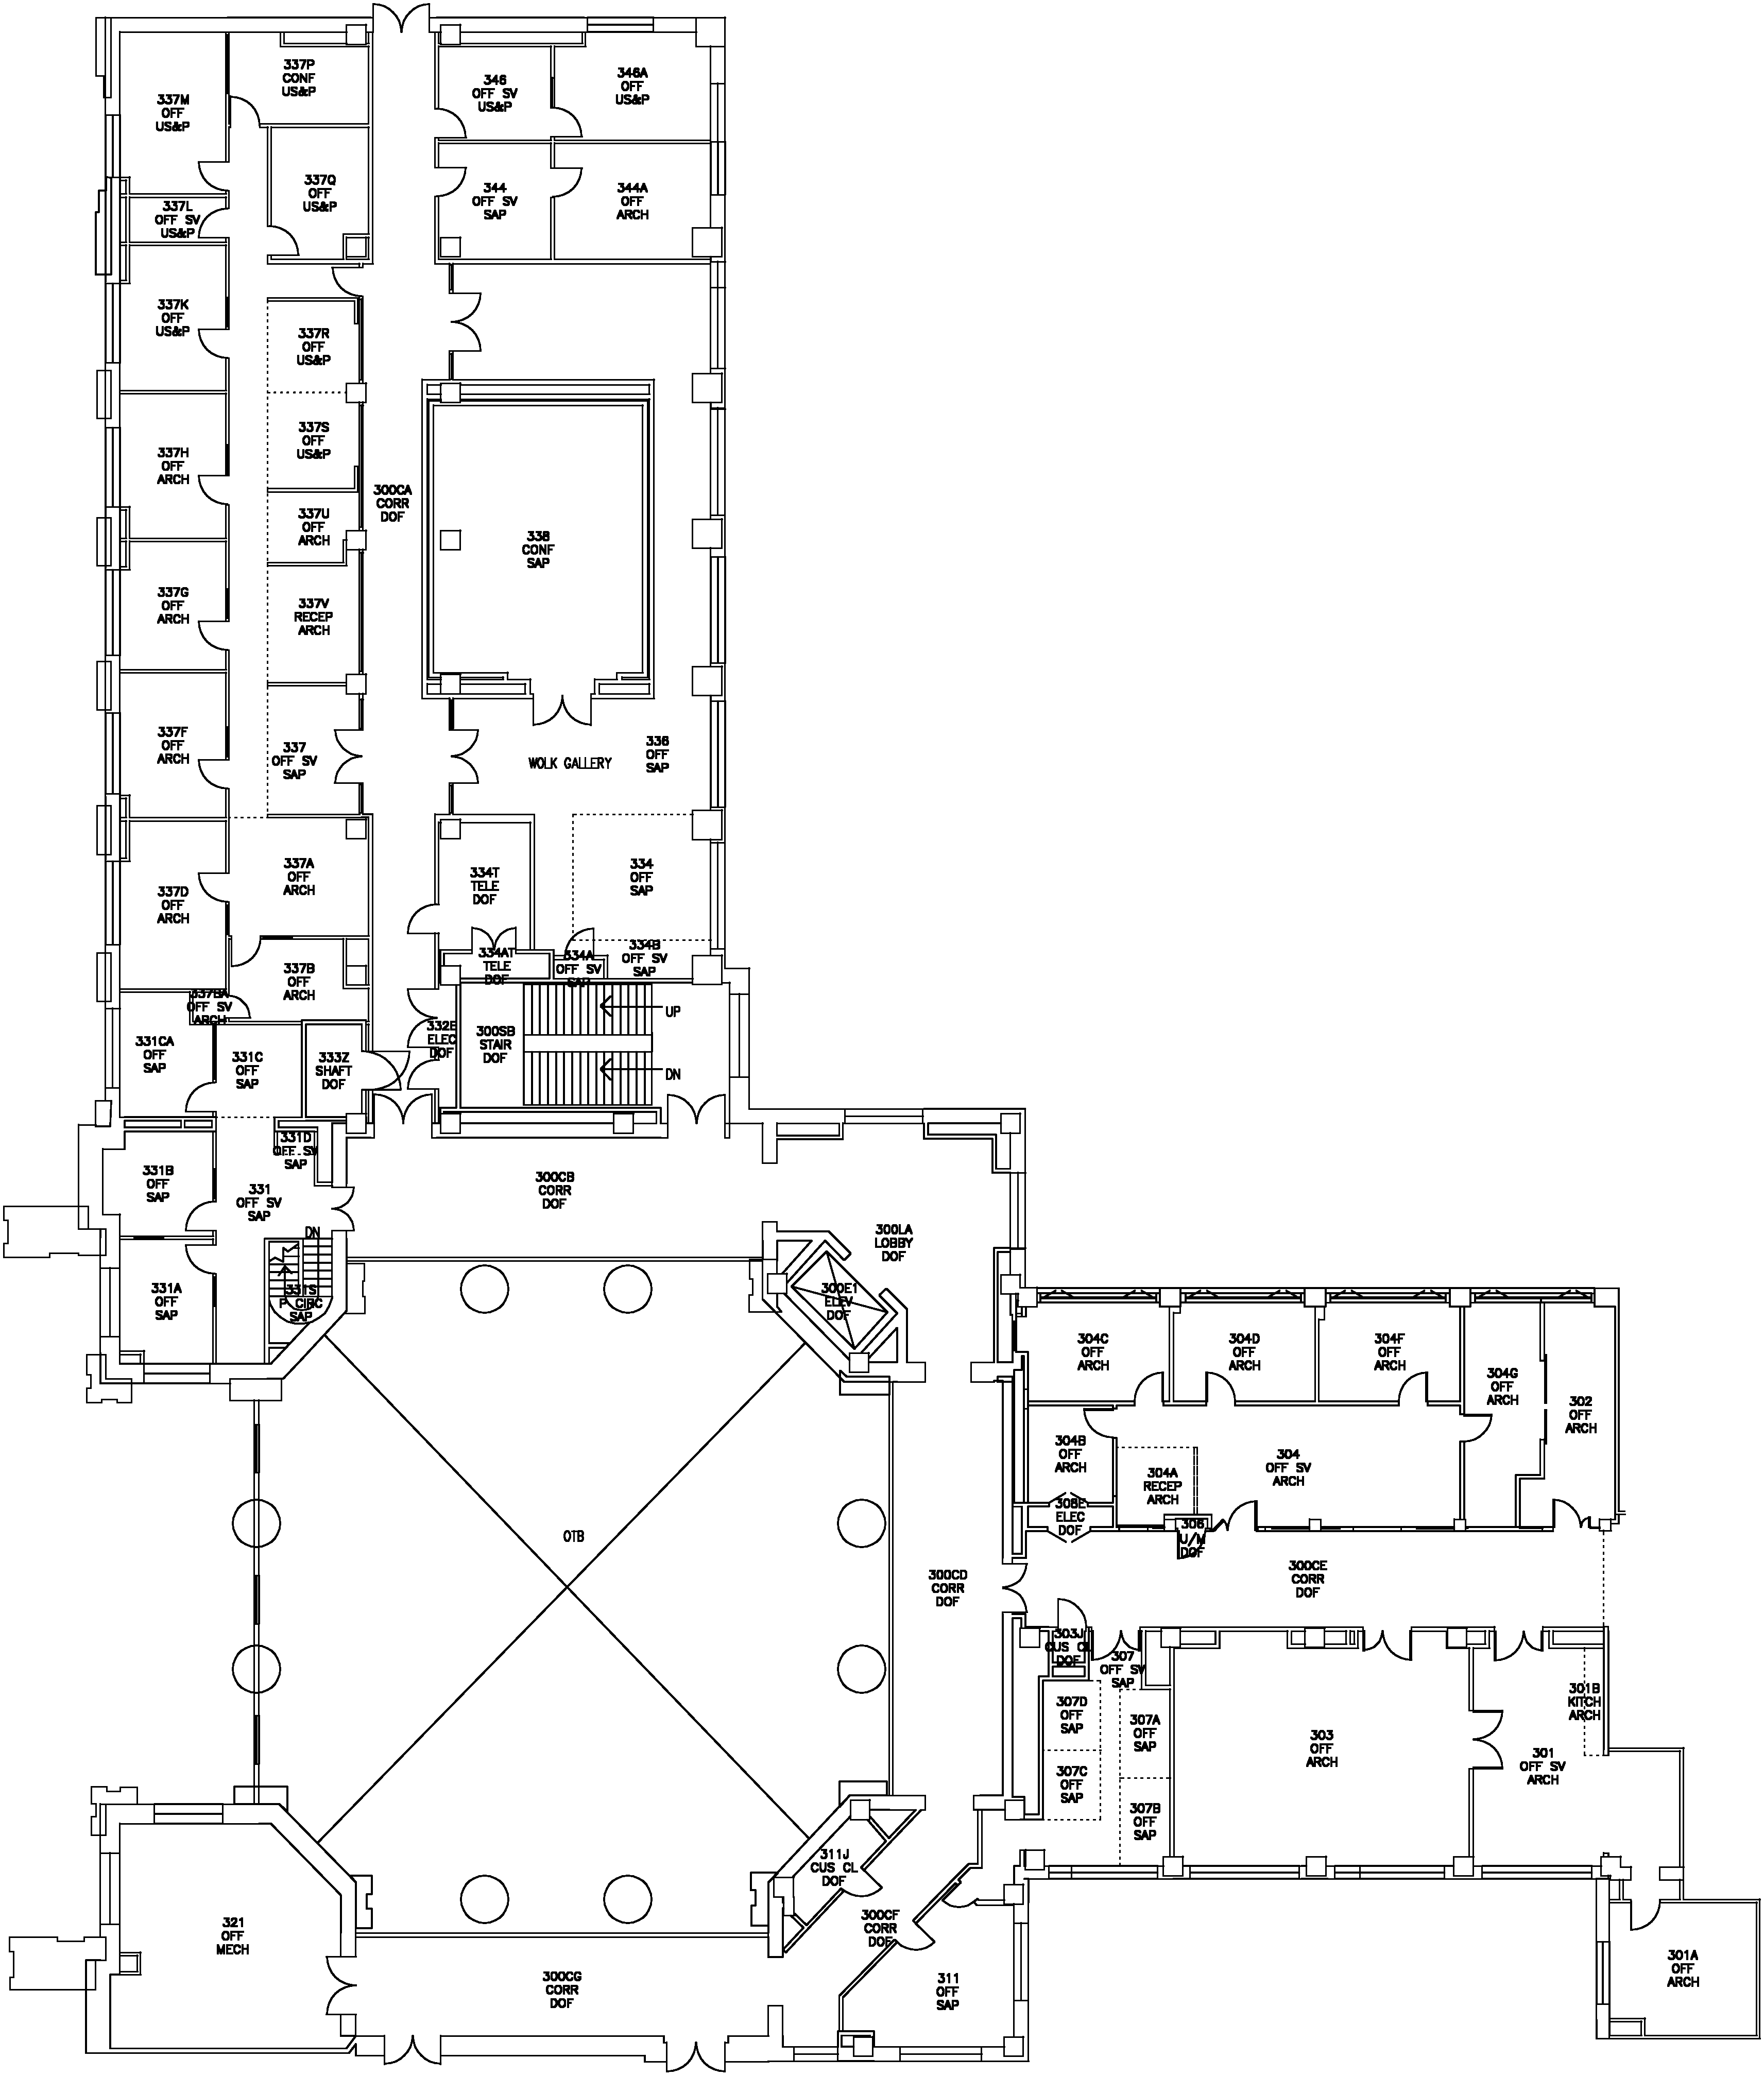 337P
CONF
US&P
346
OFF SV
US&P
346A
OFF
US&P
337M
OFF
US&P
337Q
OFF
US&P
344
OFF SV
SAP
344A
OFF
ARCH
337L
OFF SV
US&P
337K
OFF
US&P
337R
OFF
US&P
337S
OFF
US&P
337H
OFF
ARCH
300CA
CORR
DOF
337U
OFF
ARCH
338
CONF
SAP
337G
OFF
ARCH
337V
RECEP
ARCH
337F
OFF
ARCH
337
OFF SV
SAP
WOLK GALLERY
336
OFF
SAP
337A
OFF
ARCH
337D
OFF
ARCH
334T
TELE
DOF
334
OFF
SAP
337B
OFF
ARCH
334AT
TELE
DOF
334A
OFF SV
SAP
334B
OFF SV
SAP
337BA
OFF SV
ARCH
UP
332E
ELEC
DOF
300SB
STAIR
DOF
331CA
OFF
SAP
331C
OFF
SAP
333Z
SHAFT
DOF
DN
331D
OFF SV
SAP
331B
OFF
SAP
331
OFF SV
SAP
300CB
CORR
DOF
DN
300LA
LOBBY
DOF
331A
OFF
SAP
331S
P CIRC
SAP
300E1
ELEV
DOF
304C
OFF
ARCH
304D
OFF
ARCH
304F
OFF
ARCH
304G
OFF
ARCH
302
OFF
ARCH
304B
OFF
ARCH
304A
RECEP
ARCH
304
OFF SV
ARCH
308E
ELEC
DOF
306
U/M
DOF
OTB
300CD
CORR
DOF
300CE
CORR
DOF
303J
CUS CL
DOF
307
OFF SV
SAP
307D
OFF
SAP
307A
OFF
SAP
301B
KITCH
ARCH
303
OFF
ARCH
301
OFF SV
ARCH
307C
OFF
SAP
307B
OFF
SAP
311J
CUS CL
DOF
321
OFF
MECH
300CF
CORR
DOF
300CG
CORR
DOF
311
OFF
SAP
301A
OFF
ARCH